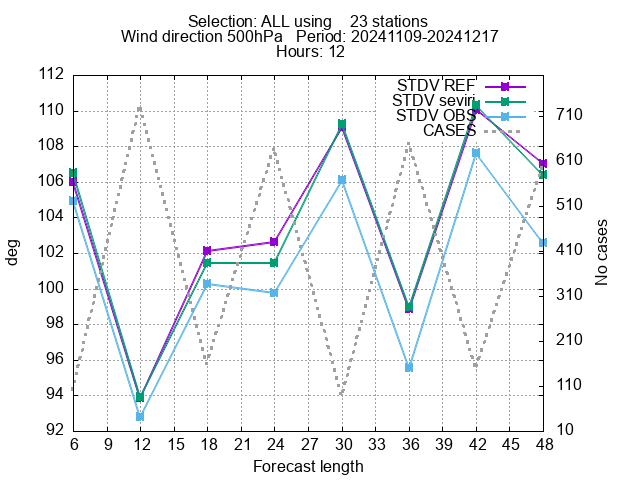 Selection: ALL using    23 stations
Wind direction 500hPa   Period: 20241109-20241217
Hours: 12
112
110
108
106
104
102
100
98
96
94
92
deg
STDV REF
STDV seviri
STDV OBS
CASES
710
610
510
410
310
210
110
10
No cases
6 9 12 15 18 21 24 27 30 33 36 39 42 45 48
Forecast length